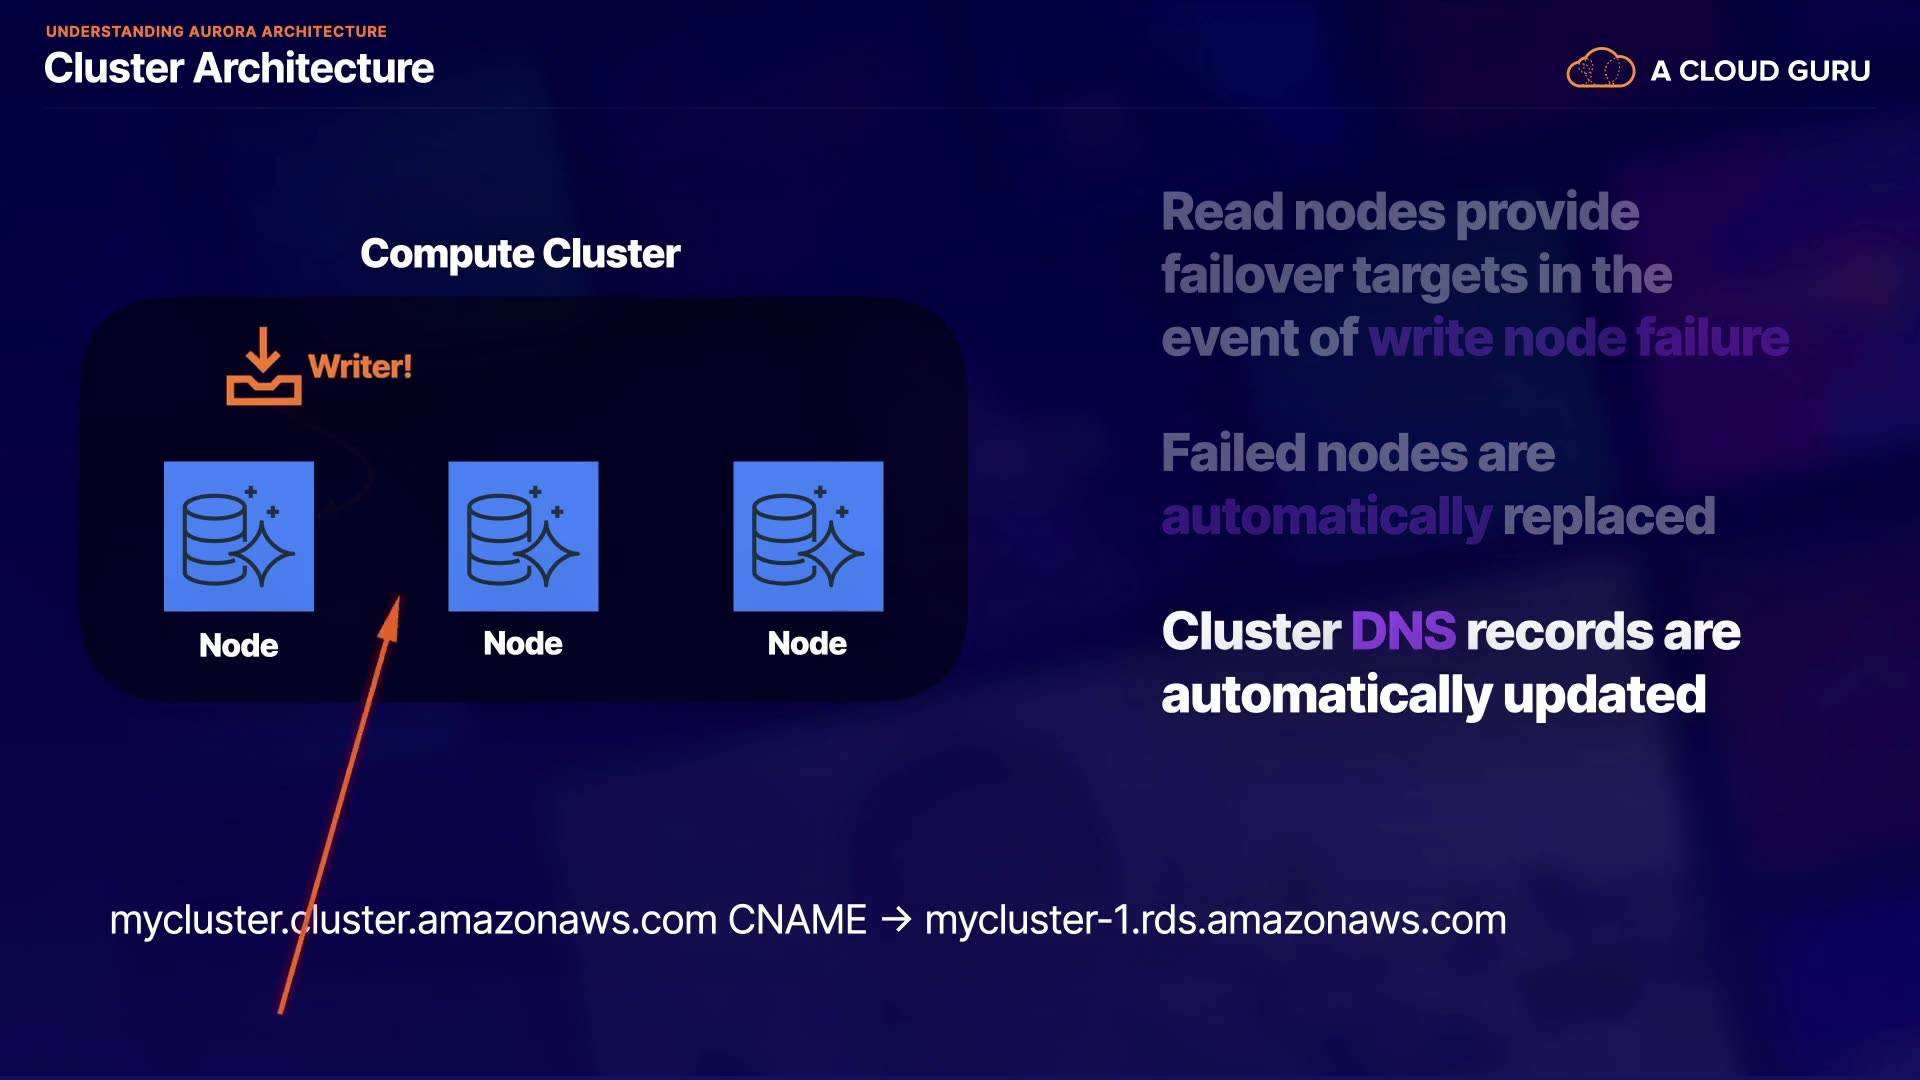 UNDERSTANDING AURORA ARCHITECTURE
Cluster Architecture
A CLOUD GURU
Compute Cluster
Writer!
Node
Node
Node
Read nodes provide
failover targets in the
event of write node failure
Failed nodes are
automatically replaced
Cluster DNS records are
automatically updated
mycluster.cluster.amazonaws.com CNAME → mycluster-1.rds.amazonaws.com